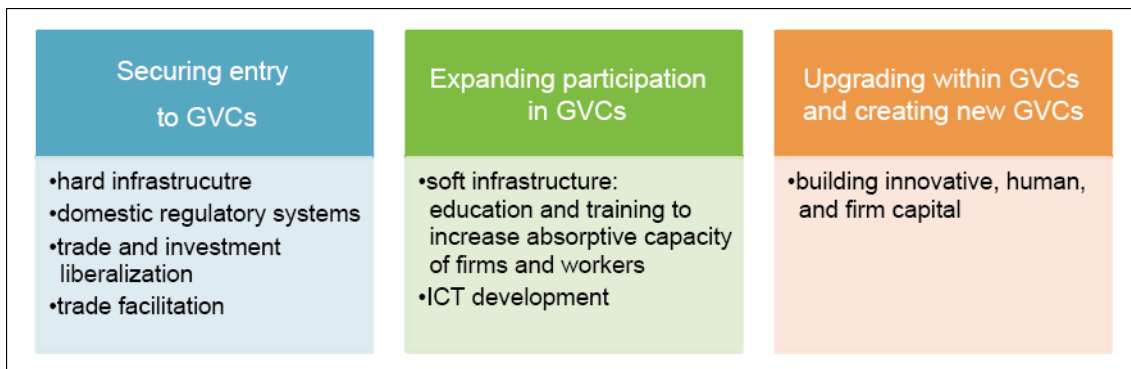 Securing entry
to GVCs
•hard infrastrucutre
•domestic regulatory systems
•trade and investment
liberalization
•trade facilitation
Expanding participation
in GVCs
•soft infrastructure:
education and training to
increase absorptive capacity
of firms and workers
•ICT development
Upgrading within GVCs
and creating new GVCs
•building innovative, human,
and firm capital